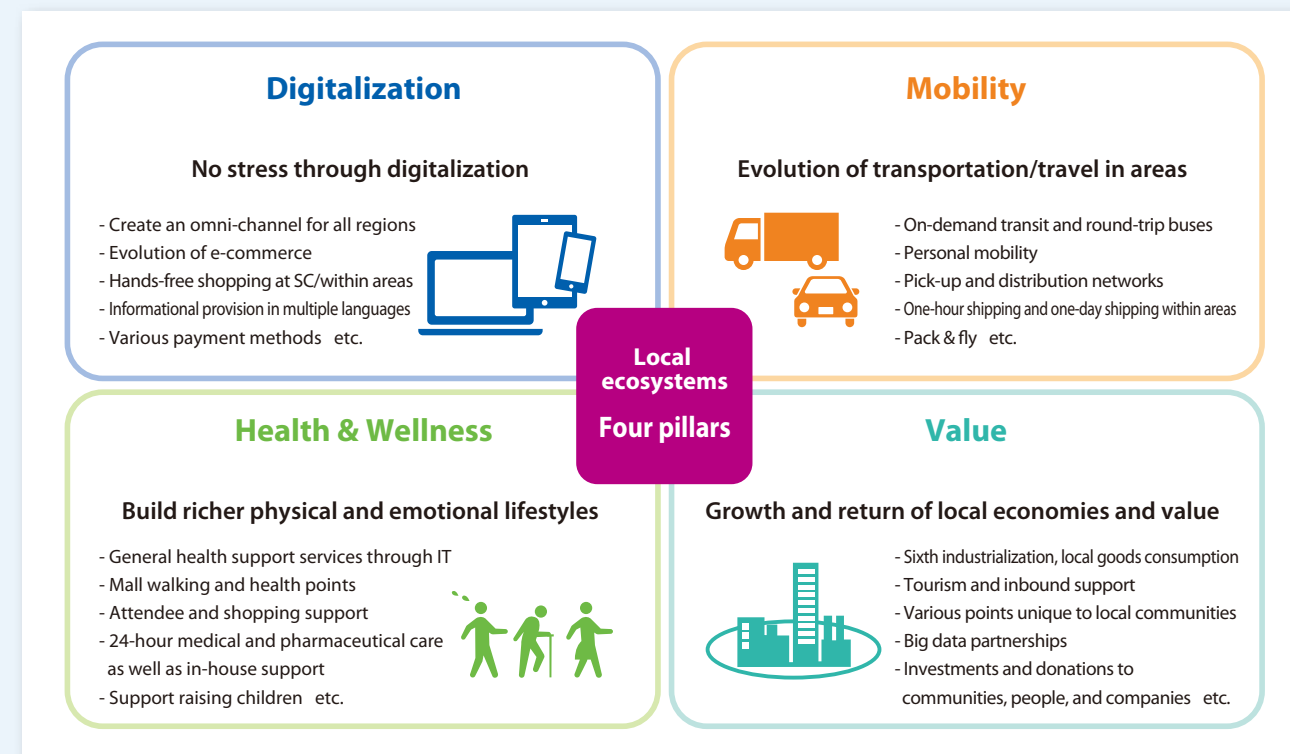 Digitalization
No stress through digitalization
- Create an omni-channel for all regions
- Evolution of e-commerce
- Hands-free shopping at SC/within areas
- Informational provision in multiple languages
- Various payment methods etc.
Mobility
Evolution of transportation/travel in areas
- On-demand transit and round-trip buses
- Personal mobility
- Pick-up and distribution networks
- One-hour shipping and one-day shipping within areas
- Pack & fly etc.
Local
ecosystems
Four pillars
Health & Wellness
Build richer physical and emotional lifestyles
- General health support services through IT
- Mall walking and health points
- Attendee and shopping support
- 24-hour medical and pharmaceutical care
as well as in-house support
- Support raising children etc.
Value
Growth and return of local economies and value
- Sixth industrialization, local goods consumption
- Tourism and inbound support
- Various points unique to local communities
- Big data partnerships
- Investments and donations to
communities, people, and companies etc.